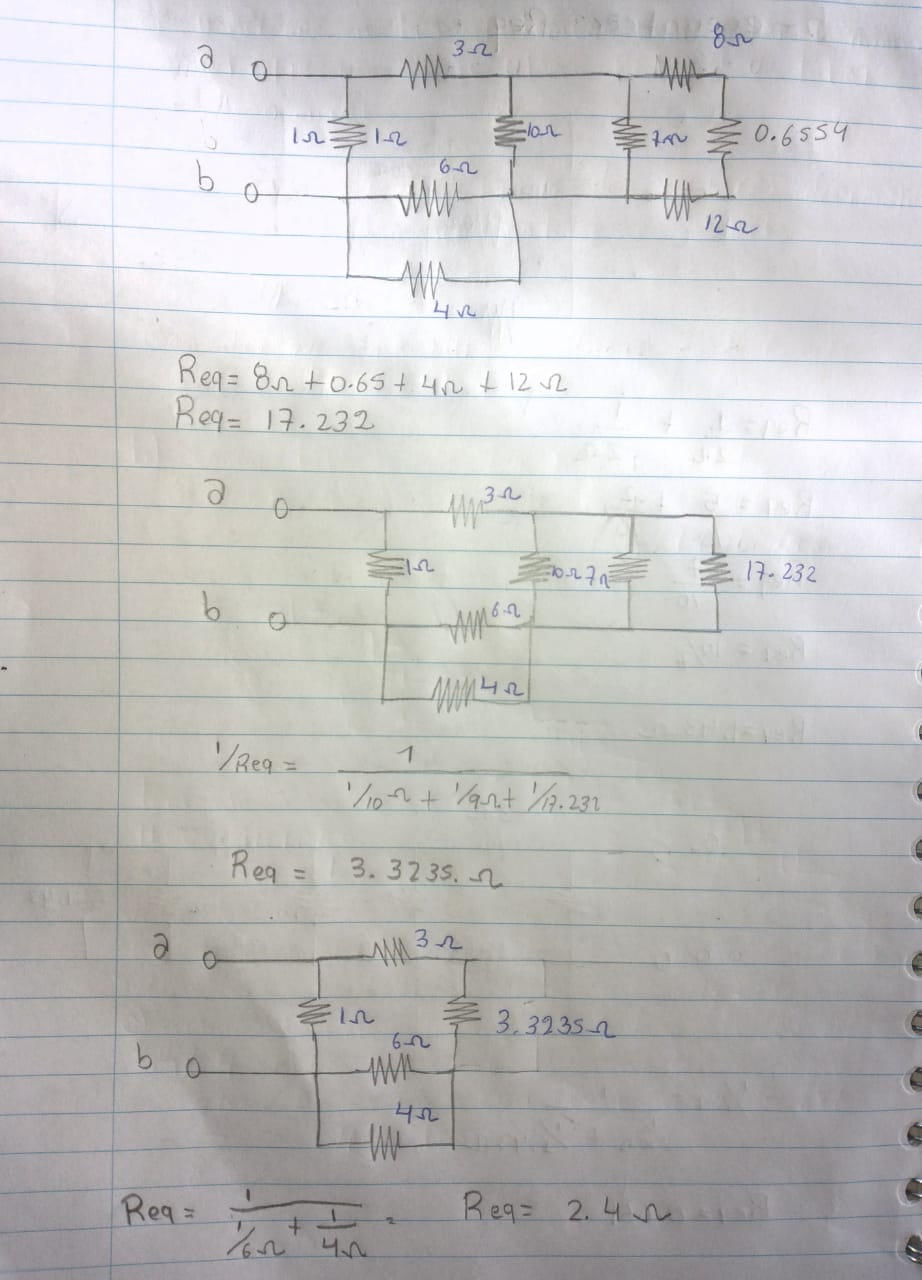 a 3Ω 8Ω
1Ω 1Ω 10Ω 7Ω 0.6554
b 6Ω
12Ω
4Ω
Req= 8Ω + 0.65 + 4Ω + 12Ω
Req= 17.232
a 3Ω
1Ω 10Ω 7Ω 17.232
b 6Ω
4Ω
1/Req = 1
1/10Ω + 1/9Ω + 1/17.232
Req = 3.3235.Ω
a 3Ω
1Ω 3.3235Ω
b 6Ω
4Ω
Req = 1 Req= 2.4Ω
1/6Ω + 1/4Ω =